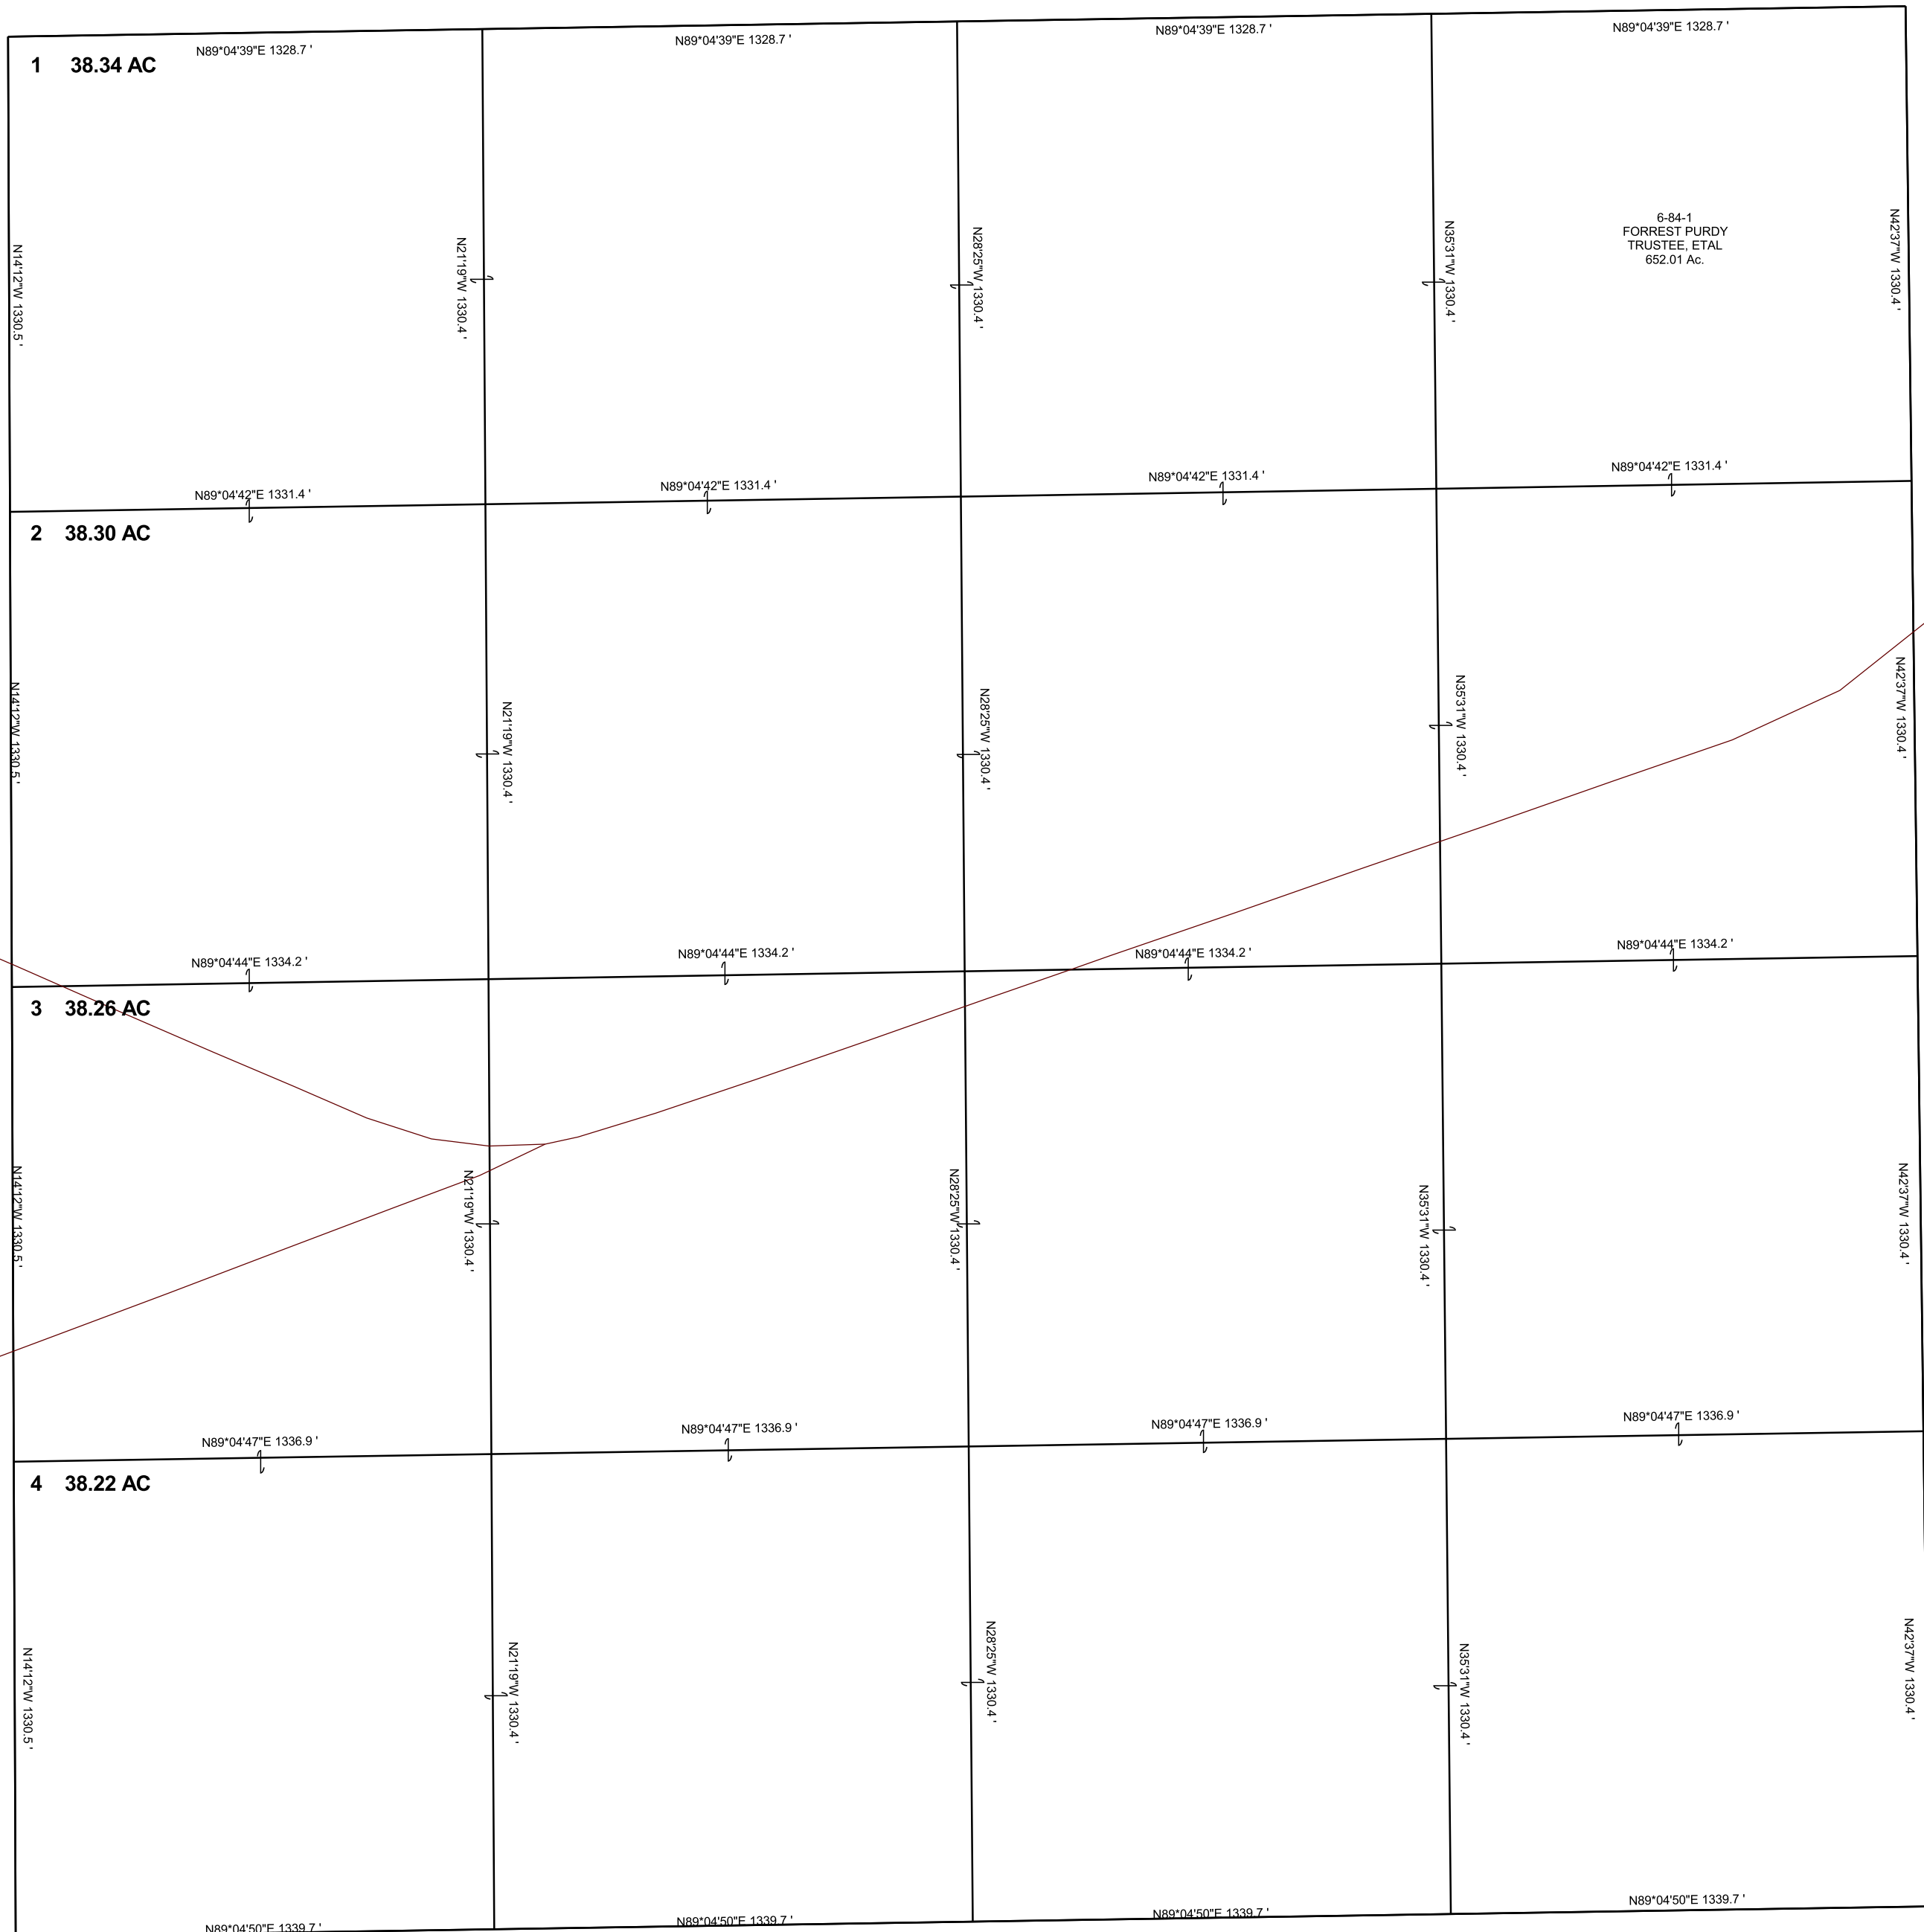 N89*04'39"E 1328.7 '
N89*04'39"E 1328.7 '
N89*04'39"E 1328.7 '
N89*04'39"E 1328.7 '
1 38.34 AC
N14'12"W 1330.5 '
N21'19"W 1330.4 '
N28'25"W 1330.4 '
N35'31"W 1330.4 '
6-84-1
FORREST PURDY
TRUSTEE, ETAL
652.01 Ac.
N42'37"W 1330.4 '
N89*04'42"E 1331.4 '
N89*04'42"E 1331.4 '
N89*04'42"E 1331.4 '
N89*04'42"E 1331.4 '
2 38.30 AC
N14'12"W 1330.5 '
N21'19"W 1330.4 '
N28'25"W 1330.4 '
N35'31"W 1330.4 '
N42'37"W 1330.4 '
N89*04'44"E 1334.2 '
N89*04'44"E 1334.2 '
N89*04'44"E 1334.2 '
N89*04'44"E 1334.2 '
3 38.26 AC
N14'12"W 1330.5 '
N21'19"W 1330.4 '
N28'25"W 1330.4 '
N35'31"W 1330.4 '
N42'37"W 1330.4 '
N89*04'47"E 1336.9 '
N89*04'47"E 1336.9 '
N89*04'47"E 1336.9 '
N89*04'47"E 1336.9 '
4 38.22 AC
N14'12"W 1330.5 '
N21'19"W 1330.4 '
N28'25"W 1330.4 '
N35'31"W 1330.4 '
N42'37"W 1330.4 '
N89*04'50"E 1339.7 '
N89*04'50"E 1339.7 '
N89*04'50"E 1339.7 '
N89*04'50"E 1339.7 '